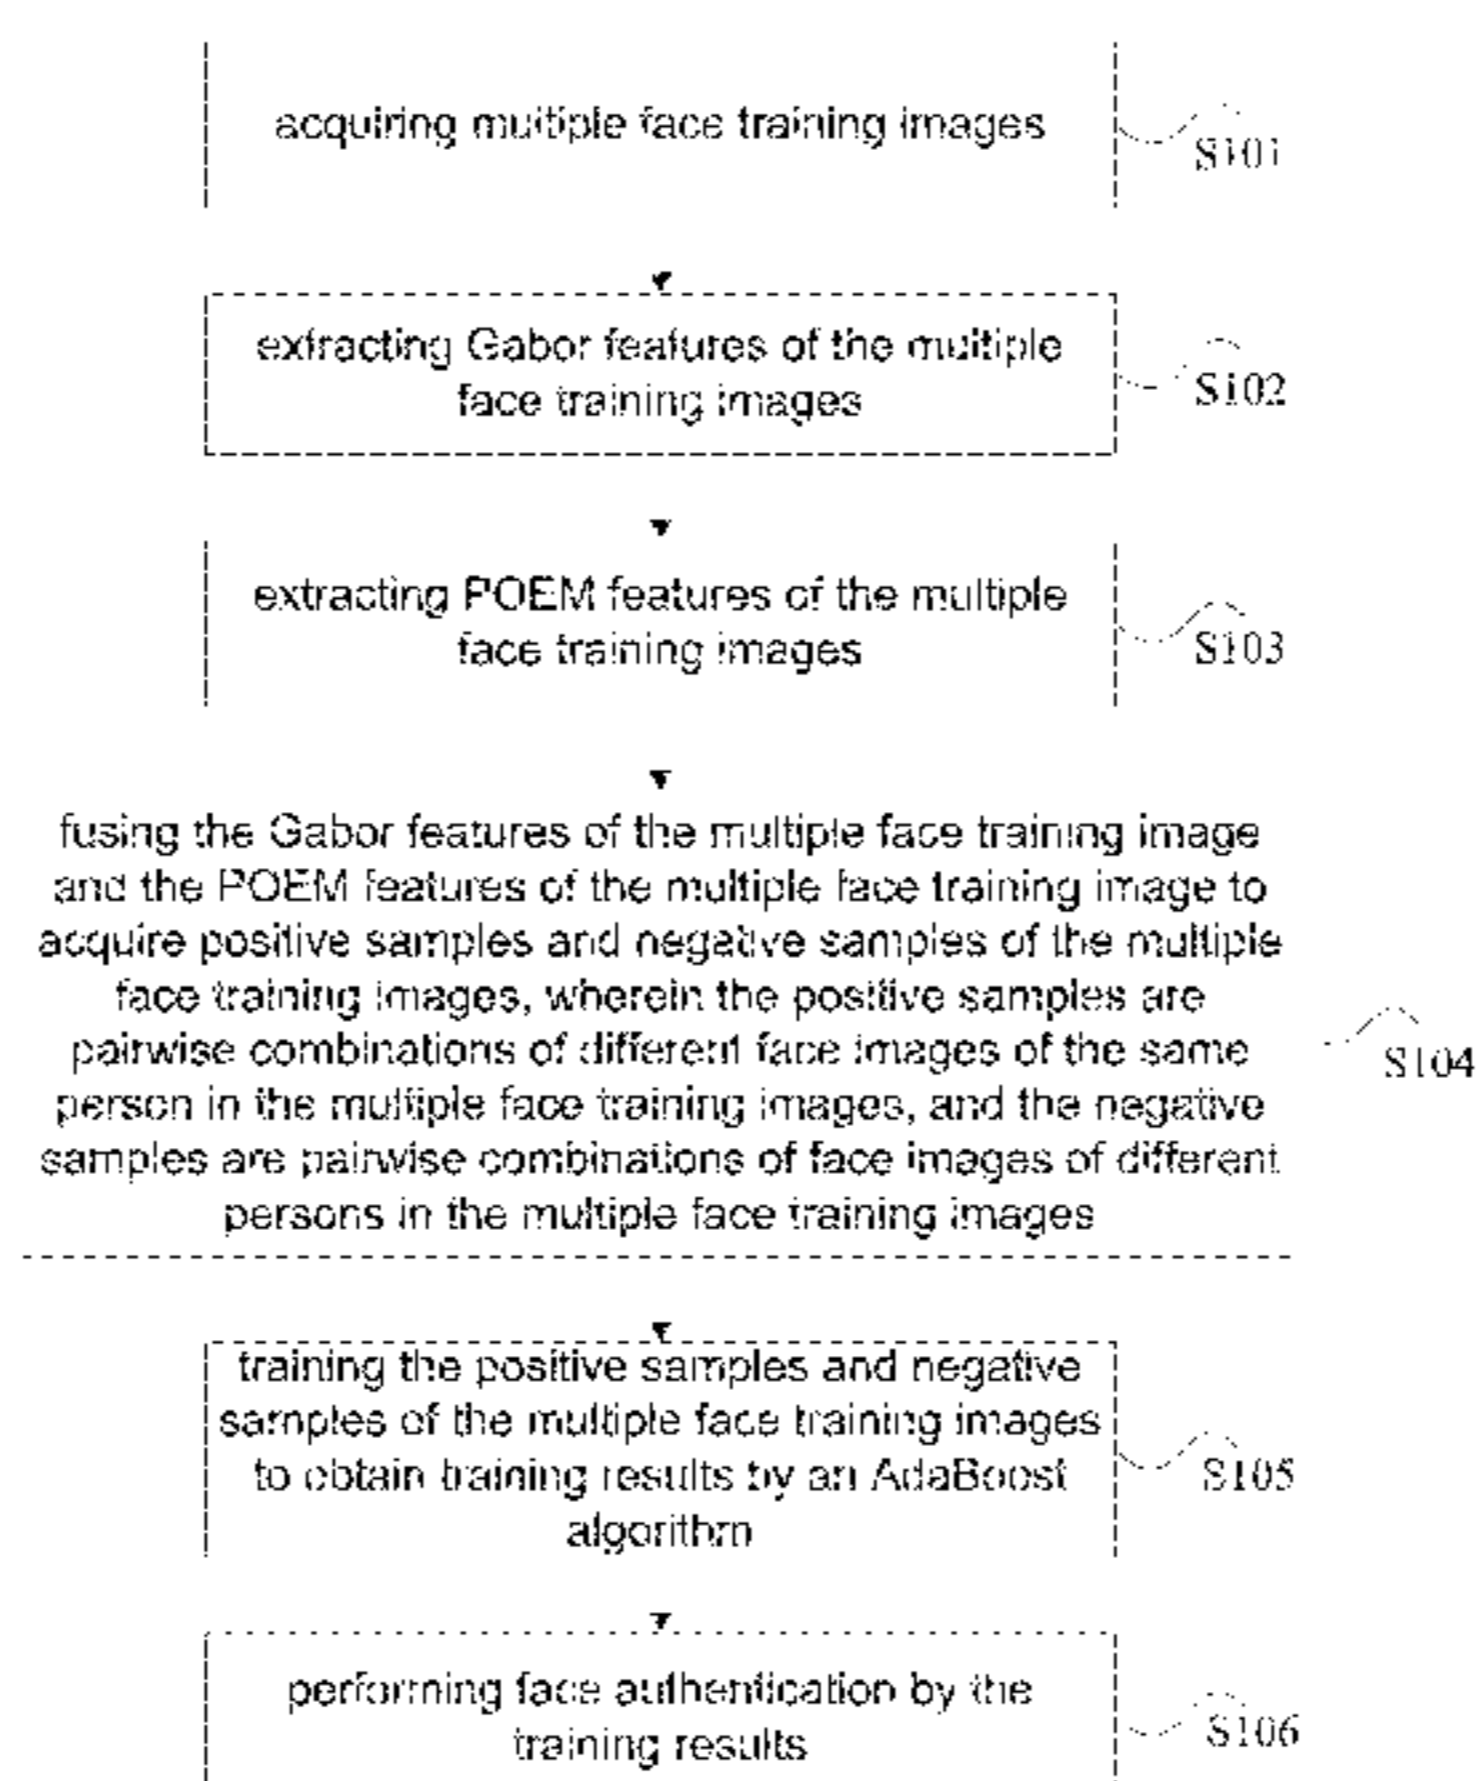 acquiring multiple face training images
S101
extracting Gabor features of the multiple
face training images
S102
extracting POEM features of the multiple
face training images
S103
fusing the Gabor features of the multiple face training image
and the POEM features of the multiple face training image to
acquire positive samples and negative samples of the multiple
face training images, wherein the positive samples are
pairwise combinations of different face images of the same
person in the multiple face training images, and the negative
samples are pairwise combinations of face images of different
persons in the multiple face training images
S104
training the positive samples and negative
samples of the multiple face training images
to obtain training results by an AdaBoost
algorithm
S105
performing face authentication by the
training results
S106